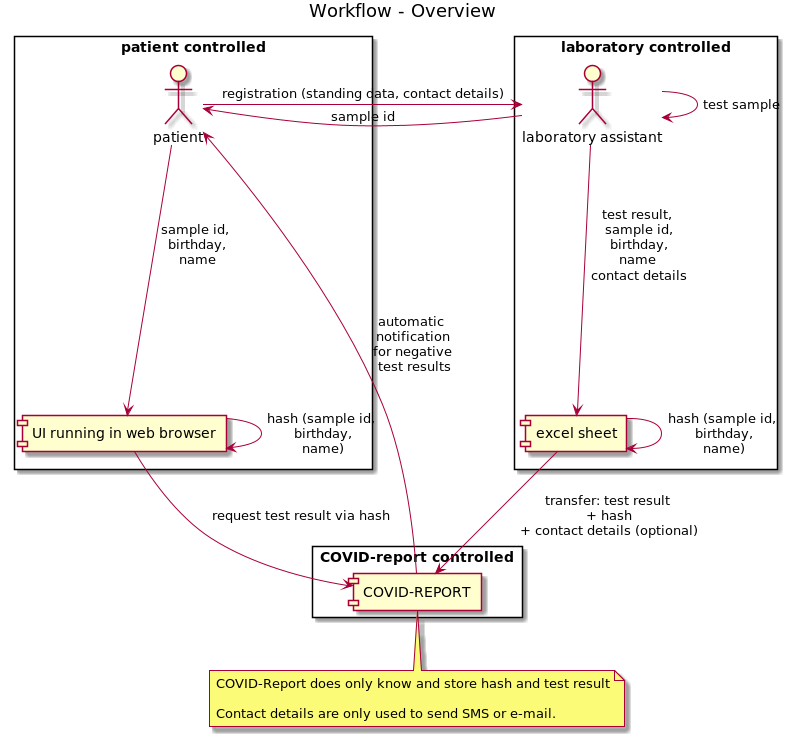 Workflow - Overview
patient controlled
laboratory controlled
registration (standing data, contact details)
sample id
test sample
patient
laboratory assistant
sample id,
birthday,
name
test result,
sample id,
birthday,
name
contact details
automatic
notification
for negative
test results
UI running in web browser
hash (sample id,
birthday,
name)
excel sheet
hash (sample id,
birthday,
name)
request test result via hash
transfer: test result
+ hash
+ contact details (optional)
COVID-report controlled
COVID-REPORT
COVID-Report does only know and store hash and test result
Contact details are only used to send SMS or e-mail.